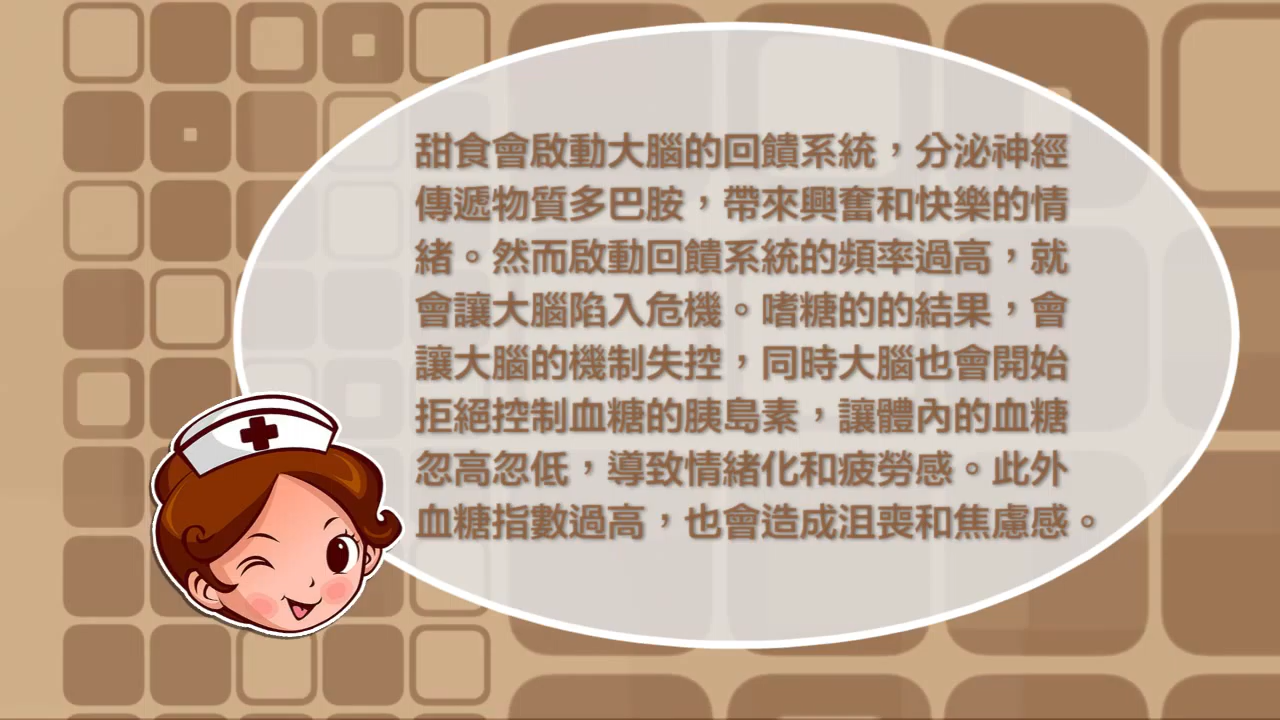 甜食會啟動大腦的回饋系統，分泌神經
傳遞物質多巴胺，帶來興奮和快樂的情
緒。然而啟動回饋系統的頻率過高，就
會讓大腦陷入危機。嗜糖的的結果，會
讓大腦的機制失控，同時大腦也會開始
拒絕控制血糖的胰島素，讓體內的血糖
忽高忽低，導致情緒化和疲勞感。此外
血糖指數過高，也會造成沮喪和焦慮感。